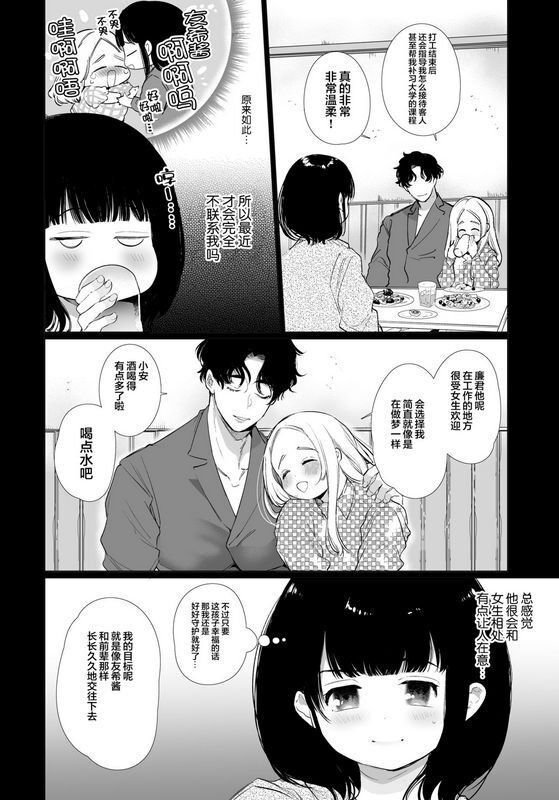 打工结束后
还会指导我怎么接待客人
甚至帮我补习大学的课程
真的非常
非常温柔！
友希酱
啊啊呜
哇啊啊唔
不哭
不哭
好啦
好啦…
原来如此…
哼…
所以最近
才会完全
不联系我吗
廉君他呢
在工作的地方
很受女生欢迎
会选择我
简直就像是
在做梦一样
小安
酒喝得
有点多了啦
喝点水吧
总感觉
他很会和
女生相处
有点让人在意…
不过只要
这孩子幸福的话
那我还是
好好守护就好了…
我的目标呢
就是像友希酱
和前辈那样
长长久久地交往下去